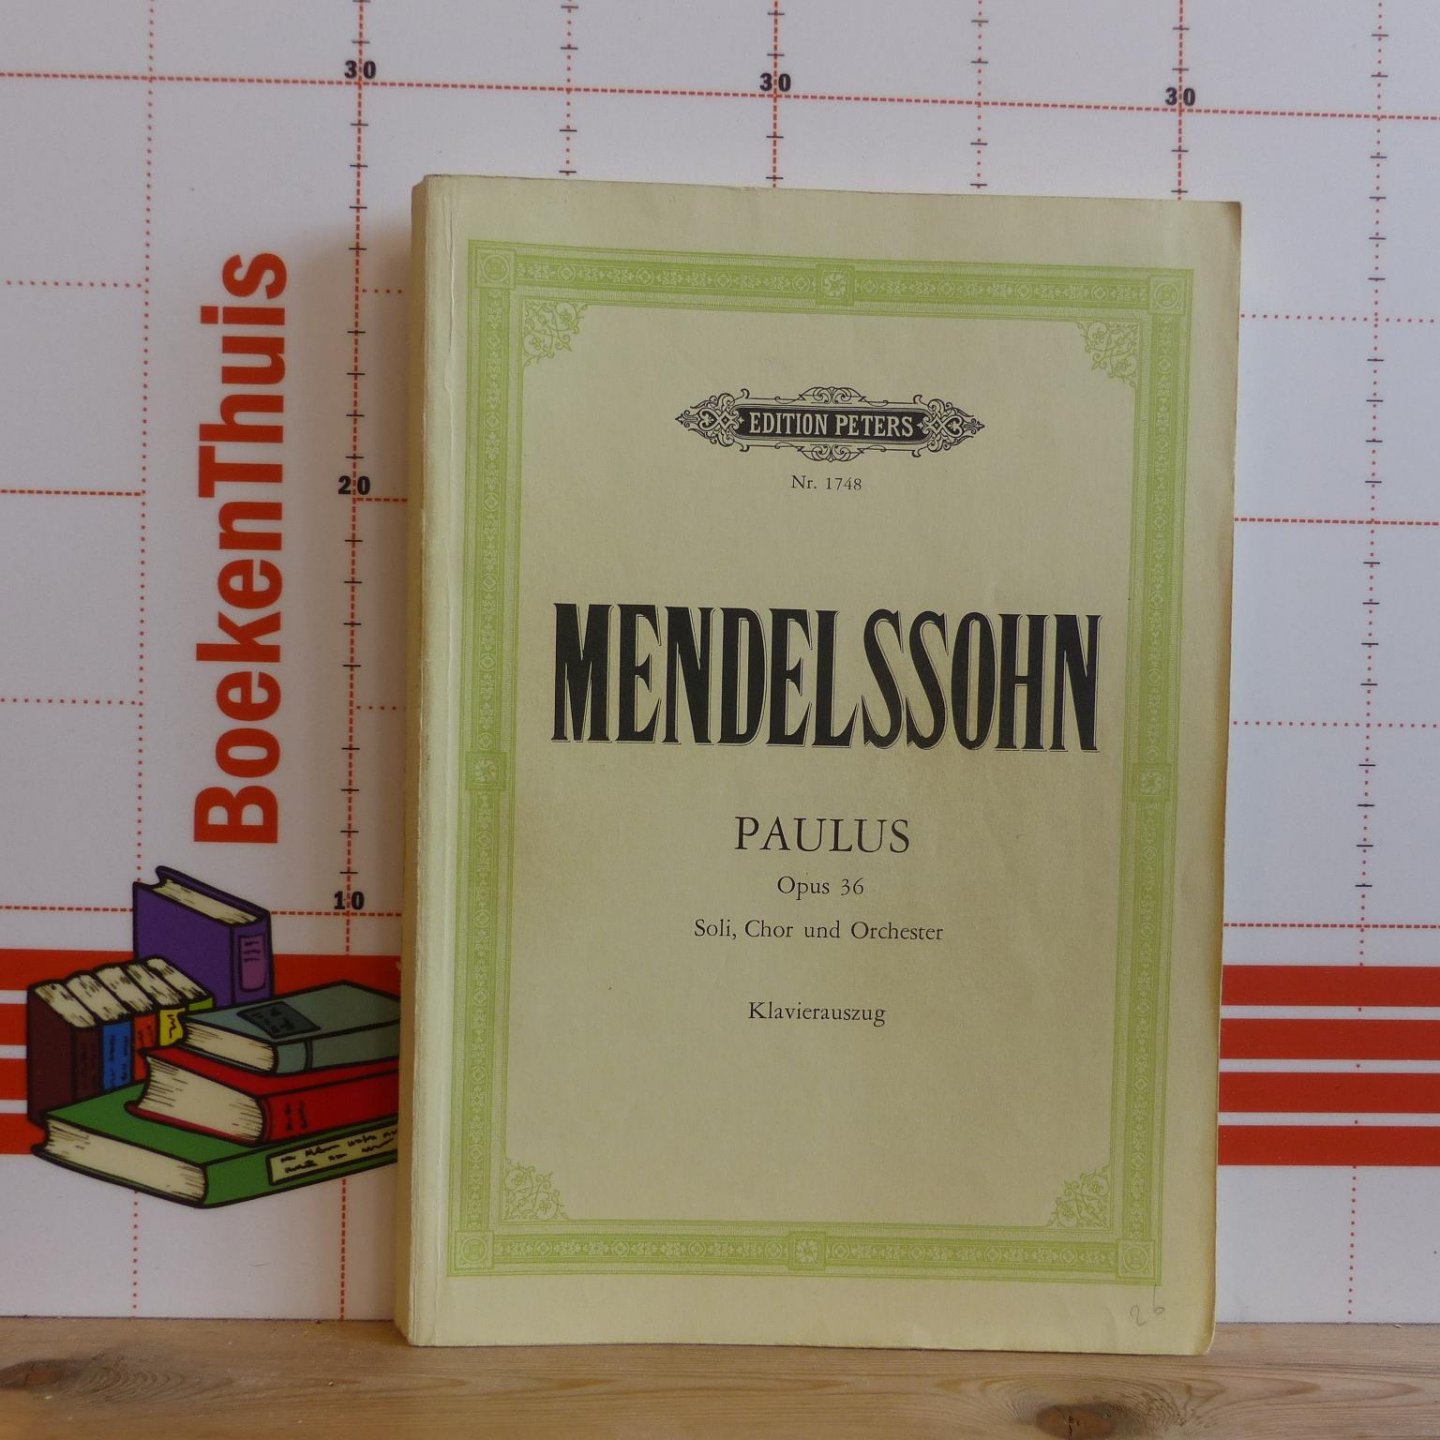 30
30
30
20
10
BoekenThuis
EDITION PETERS
Nr. 1748
MENDELSSOHN
PAULUS
Opus 36
Soli, Chor und Orchester
Klavierauszug
26